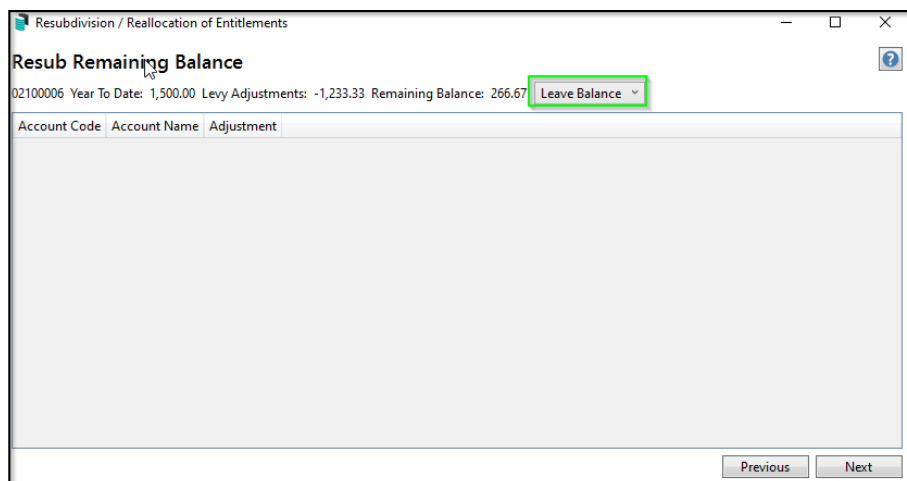 Resubdivision / Reallocation of Entitlements
Resub Remaining Balance
?
02100006 Year To Date: 1,500.00 Levy Adjustments: -1,233.33 Remaining Balance: 266.67 Leave Balance
Account Code Account Name Adjustment
Previous Next